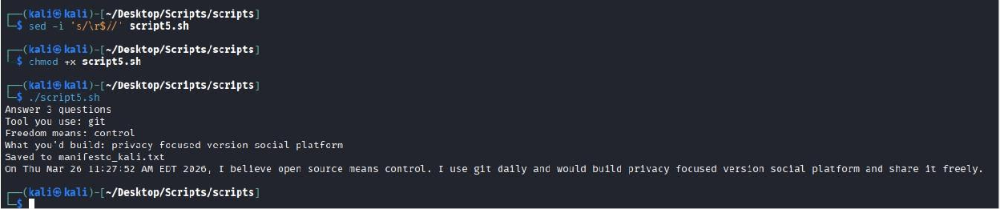 ┌──(kali㉿kali)-[~/Desktop/Scripts/scripts]
└─$ sed -i 's/\r$//' script5.sh
┌──(kali㉿kali)-[~/Desktop/Scripts/scripts]
└─$ chmod +x script5.sh
┌──(kali㉿kali)-[~/Desktop/Scripts/scripts]
└─$ ./script5.sh
Answer 3 questions
Tool you use: git
Freedom means: control
What you'd build: privacy focused version social platform
Saved to manifesto_kali.txt
On Thu Mar 26 11:27:52 AM EDT 2026, I believe open source means control. I use git daily and would build privacy focused version social platform and share it freely.
┌──(kali㉿kali)-[~/Desktop/Scripts/scripts]
└─$